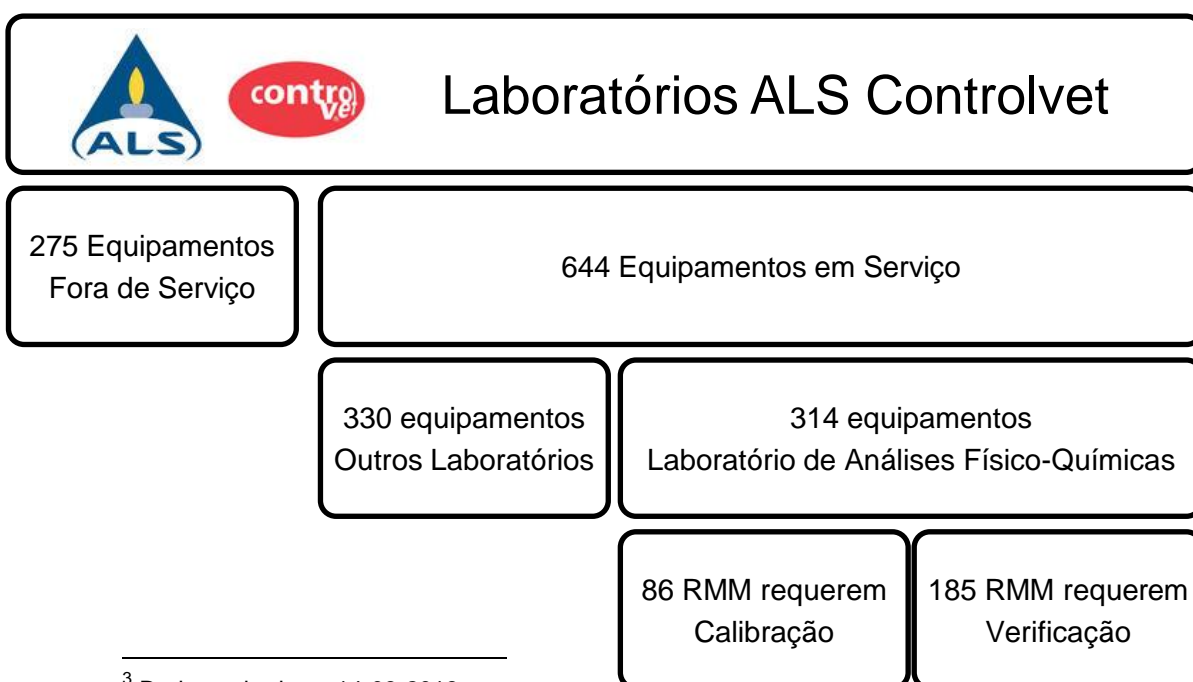 ALS
control
vet
Laboratórios ALS Controlvet
275 Equipamentos
Fora de Serviço
644 Equipamentos em Serviço
330 equipamentos
Outros Laboratórios
314 equipamentos
Laboratório de Análises Físico-Químicas
86 RMM requerem
Calibração
185 RMM requerem
Verificação
3